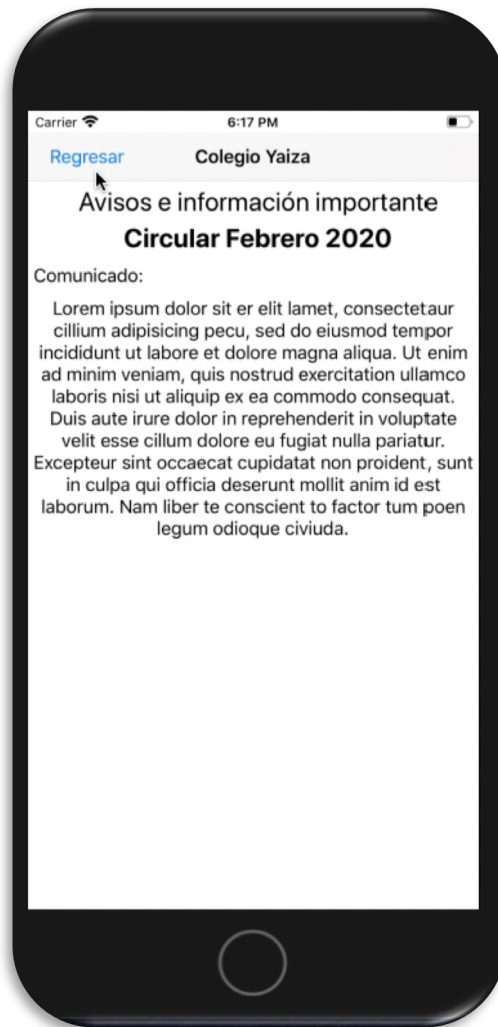 Carrier
6:17 PM
Regresar
Colegio Yaiza
Avisos e información importante
Circular Febrero 2020
Comunicado:
Lorem ipsum dolor sit er elit lamet, consectetaur
cillium adipisicing pecu, sed do eiusmod tempor
incididunt ut labore et dolore magna aliqua. Ut enim
ad minim veniam, quis nostrud exercitation ullamco
laboris nisi ut aliquip ex ea commodo consequat.
Duis aute irure dolor in reprehenderit in voluptate
velit esse cillum dolore eu fugiat nulla pariatur.
Excepteur sint occaecat cupidatat non proident, sunt
in culpa qui officia deserunt mollit anim id est
laborum. Nam liber te conscient to factor tum poen
legum odioque civiuda.